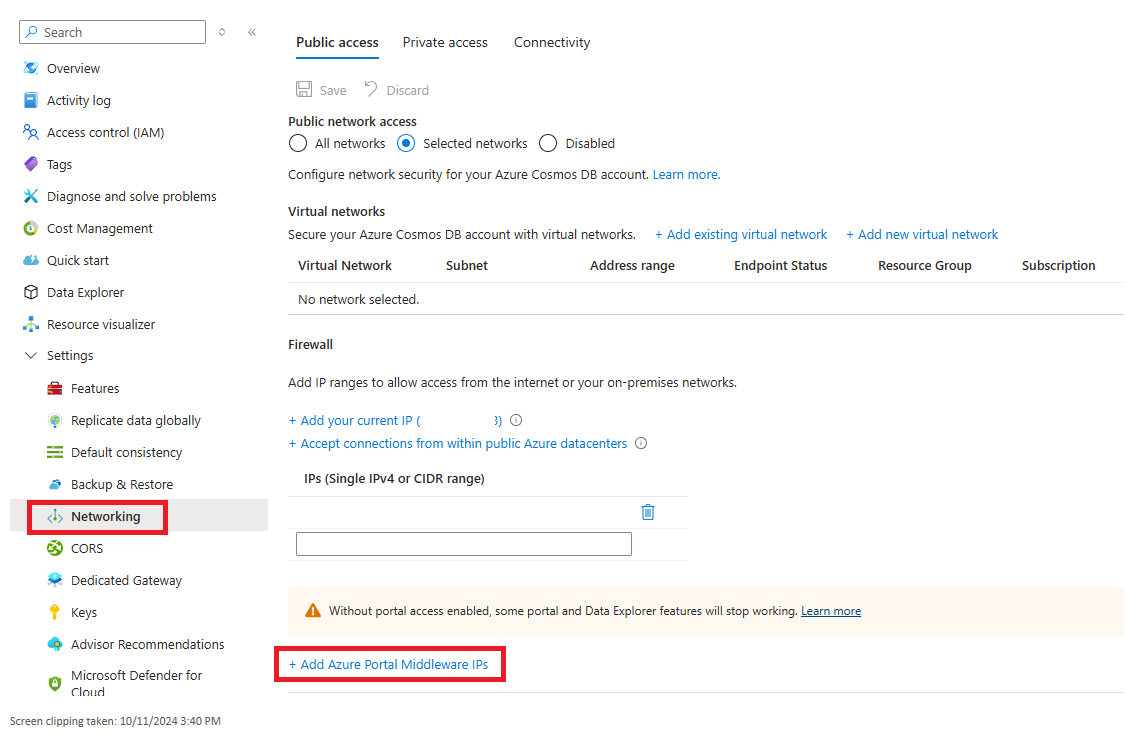 Search
Overview
Activity log
Access control (IAM)
Tags
Diagnose and solve problems
Cost Management
Quick start
Data Explorer
Resource visualizer
Settings
Features
Replicate data globally
Default consistency
Backup & Restore
Networking
CORS
Dedicated Gateway
Keys
Advisor Recommendations
Microsoft Defender for
Cloud
Public access Private access Connectivity
Save Discard
Public network access
All networks Selected networks Disabled
Configure network security for your Azure Cosmos DB account. Learn more.
Virtual networks
Secure your Azure Cosmos DB account with virtual networks. + Add existing virtual network + Add new virtual network
Virtual Network Subnet Address range Endpoint Status Resource Group Subscription
No network selected.
Firewall
Add IP ranges to allow access from the internet or your on-premises networks.
+ Add your current IP ( )
+ Accept connections from within public Azure datacenters
IPs (Single IPv4 or CIDR range)
Without portal access enabled, some portal and Data Explorer features will stop working. Learn more
+ Add Azure Portal Middleware IPs
Screen clipping taken: 10/11/2024 3:40 PM